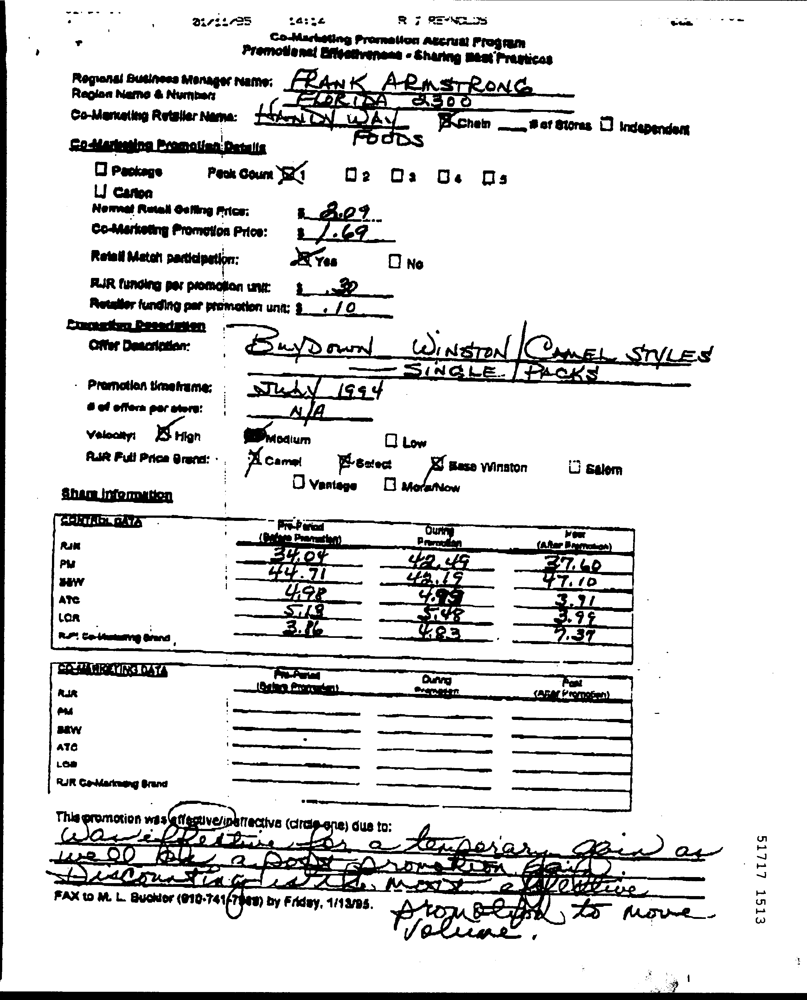 01/11/95 14:14 R J REYNOLDS
Co-Marketing Promotion Accrual Program
Promotional Effectiveness - Sharing Best Practices
Regional Business Manager Name: FRANK ARMSTRONG
Region Name & Number: FLORIDA 2300
Co-Marketing Retailer Name: HANDY WAY FOODS ☒ Chain ___ # of Stores ☐ Independent
Co-Marketing Promotion Details
☐ Package Pack Count ☒ 1 ☐ 2 ☐ 3 ☐ 4 ☐ 5
☐ Carton
Normal Retail Selling Price: $ 2.09
Co-Marketing Promotion Price: $ 1.69
Retail Match participation: ☒ Yes ☐ No
RJR funding per promotion unit: $ .30
Retailer funding per promotion unit: $ .10
Promotion Description
Offer Description: BUYDOWN WINSTON/CAMEL STYLES
SINGLE PACKS
Promotion timeframe: JULY 1994
# of offers per store: N/A
Velocity: ☒ High Medium ☐ Low
RJR Full Price Brand: ☒ Camel ☒ Select ☒ Base Winston ☐ Salem
☐ Vantage ☐ More/Now
Share Information
CONTROL DATA Pre-Period (Before Promotion) During Promotion Post (After Promotion)
RJR 34.04 42.49 37.60
PM 44.71 42.19 47.10
B&W 4.98 4.99 3.91
ATC 5.13 5.48 3.99
LOR 3.86 4.83 7.37
RJR Co-Marketing Brand
CO-MARKETING DATA Pre-Period (Before Promotion) During Promotion Post (After Promotion)
RJR
PM
B&W
ATC
LOR
RJR Co-Marketing Brand
This promotion was effective/ineffective (circle one) due to:
Was effective for a temporary gain as
well as a post promotion gain.
Discounting is the most effective
promotion to move
volume.
FAX to M. L. Buckler (910-741-) by Friday, 1/13/95.
51717 1513